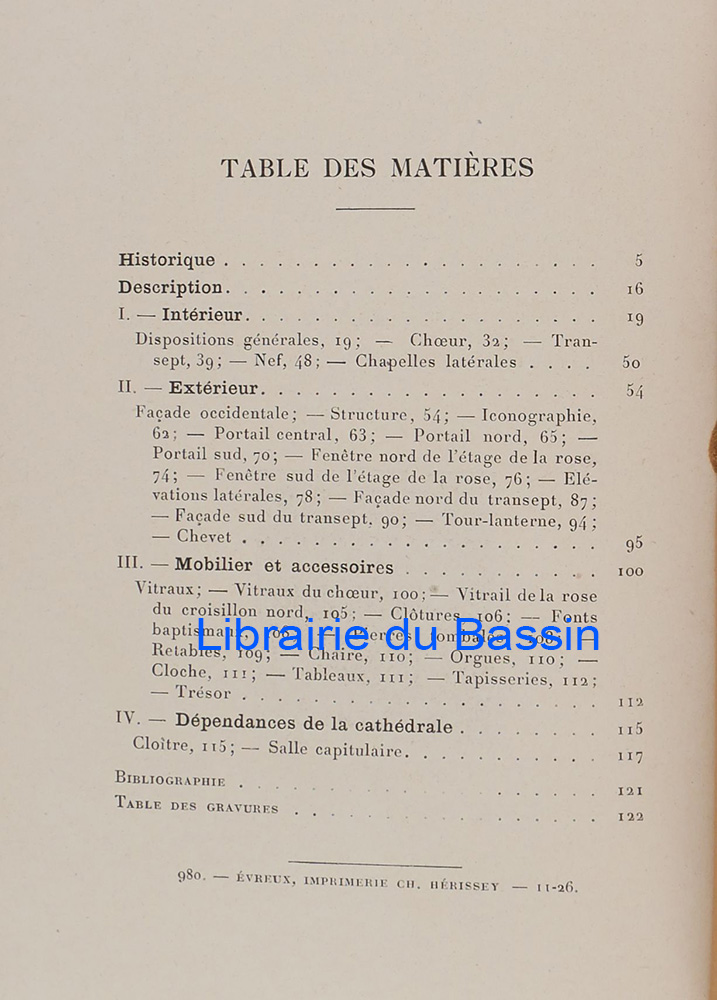 TABLE DES MATIÈRES
Historique . . . . . . . . . . . . . . . . . . . . . 5
Description. . . . . . . . . . . . . . . . . . . . . 16
I. — Intérieur. . . . . . . . . . . . . . . . . . . . 19
Dispositions générales, 19; — Chœur, 32; — Tran-
sept, 39; — Nef, 48; — Chapelles latérales . . . . 50
II. — Extérieur. . . . . . . . . . . . . . . . . . . 54
Façade occidentale; — Structure, 54; — Iconographie,
62; — Portail central, 63; — Portail nord, 65; —
Portail sud, 70; — Fenêtre nord de l'étage de la rose,
74; — Fenêtre sud de l'étage de la rose, 76; — Elé-
vations latérales, 78; — Façade nord du transept, 87;
— Façade sud du transept, 90; — Tour-lanterne, 94;
— Chevet . . . . . . . . . . . . . . . . . . . . 95
III. — Mobilier et accessoires . . . . . . . . . . . 100
Vitraux; — Vitraux du chœur, 100; — Vitrail de la rose
du croisillon nord, 105; — Clôtures, 106; — Fonts
baptismaux,
Librairie du Bassin
Retables, 109; — Chaire, 110; — Orgues, 110; —
Cloche, 111; — Tableaux, 111; — Tapisseries, 112;
— Trésor . . . . . . . . . . . . . . . . . . . . 112
IV. — Dépendances de la cathédrale . . . . . . . . 115
Cloître, 115; — Salle capitulaire. . . . . . . . . . . 117
BIBLIOGRAPHIE . . . . . . . 121
TABLE DES GRAVURES . . . . . . . . . . . . . . . . 122
980. — ÉVREUX, IMPRIMERIE CH. HÉRISSEY — 11-26.